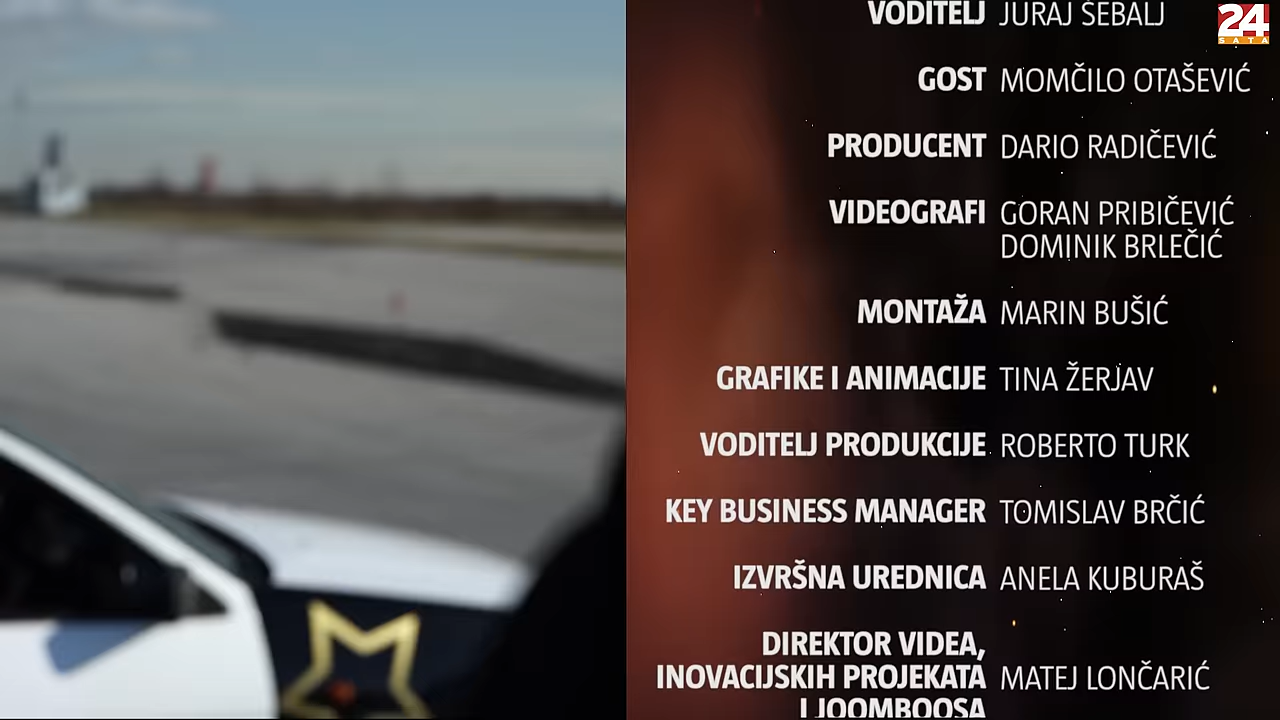 24
SATA
VODITELJ JURAJ ŠEBALJ
GOST MOMČILO OTAŠEVIĆ
PRODUCENT DARIO RADIČEVIĆ
VIDEOGRAFI GORAN PRIBIČEVIĆ
DOMINIK BRLEČIĆ
MONTAŽA MARIN BUŠIĆ
GRAFIKE I ANIMACIJE TINA ŽERJAV
VODITELJ PRODUKCIJE ROBERTO TURK
KEY BUSINESS MANAGER TOMISLAV BRČIĆ
IZVRŠNA UREDNICA ANELA KUBURAŠ
DIREKTOR VIDEA,
INOVACIJSKIH PROJEKATA MATEJ LONČARIĆ
I JOOMBOOSA